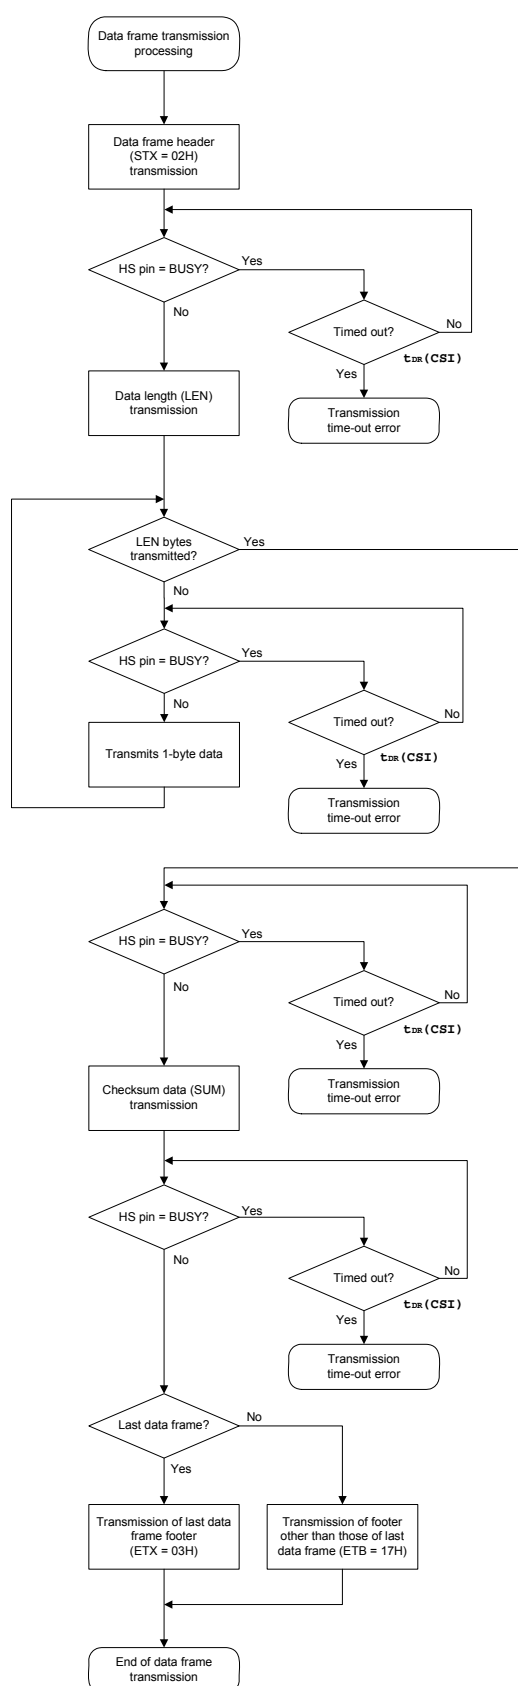 Data frame transmission
processing
Data frame header
(STX = 02H)
transmission
HS pin = BUSY?
Yes
No
Timed out?
No
tDR(CSI)
Yes
Data length (LEN)
transmission
Transmission
time-out error
LEN bytes
transmitted?
Yes
No
HS pin = BUSY?
Yes
No
Timed out?
No
tDR(CSI)
Yes
Transmits 1-byte data
Transmission
time-out error
HS pin = BUSY?
Yes
No
Timed out?
No
tDR(CSI)
Yes
Checksum data (SUM)
transmission
Transmission
time-out error
HS pin = BUSY?
Yes
No
Timed out?
No
tDR(CSI)
Yes
Transmission
time-out error
Last data frame?
No
Yes
Transmission of last data
frame footer
(ETX = 03H)
Transmission of footer
other than those of last
data frame (ETB = 17H)
End of data frame
transmission